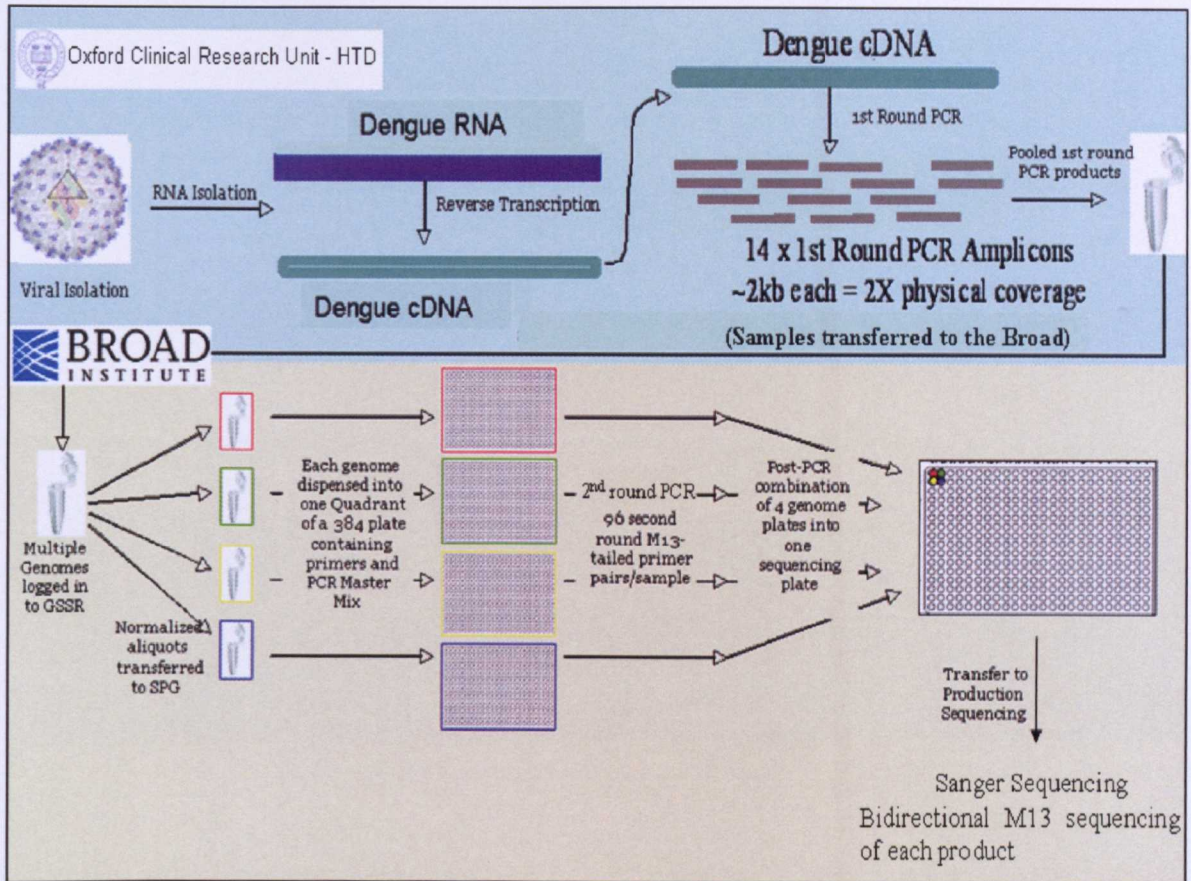 Oxford Clinical Research Unit - HTD
Dengue cDNA
1st Round PCR
Dengue RNA
Pooled 1st round
PCR products
RNA Isolation
Reverse Transcription
14 x 1st Round PCR Amplicons
~2kb each = 2X physical coverage
Viral Isolation
Dengue cDNA
(Samples transferred to the Broad)
BROAD
INSTITUTE
Multiple
Genomes
logged in
to GSSR
Normalized
aliquots
transferred
to SPG
Each genome
dispensed into
one Quadrant
of a 384 plate
containing
primers and
PCR Master
Mix
2nd round PCR
96 second
round M13-
tailed primer
pairs/sample
Post-PCR
combination
of 4 genome
plates into
one
sequencing
plate
Transfer to
Production
Sequencing
Sanger Sequencing
Bidirectional M13 sequencing
of each product